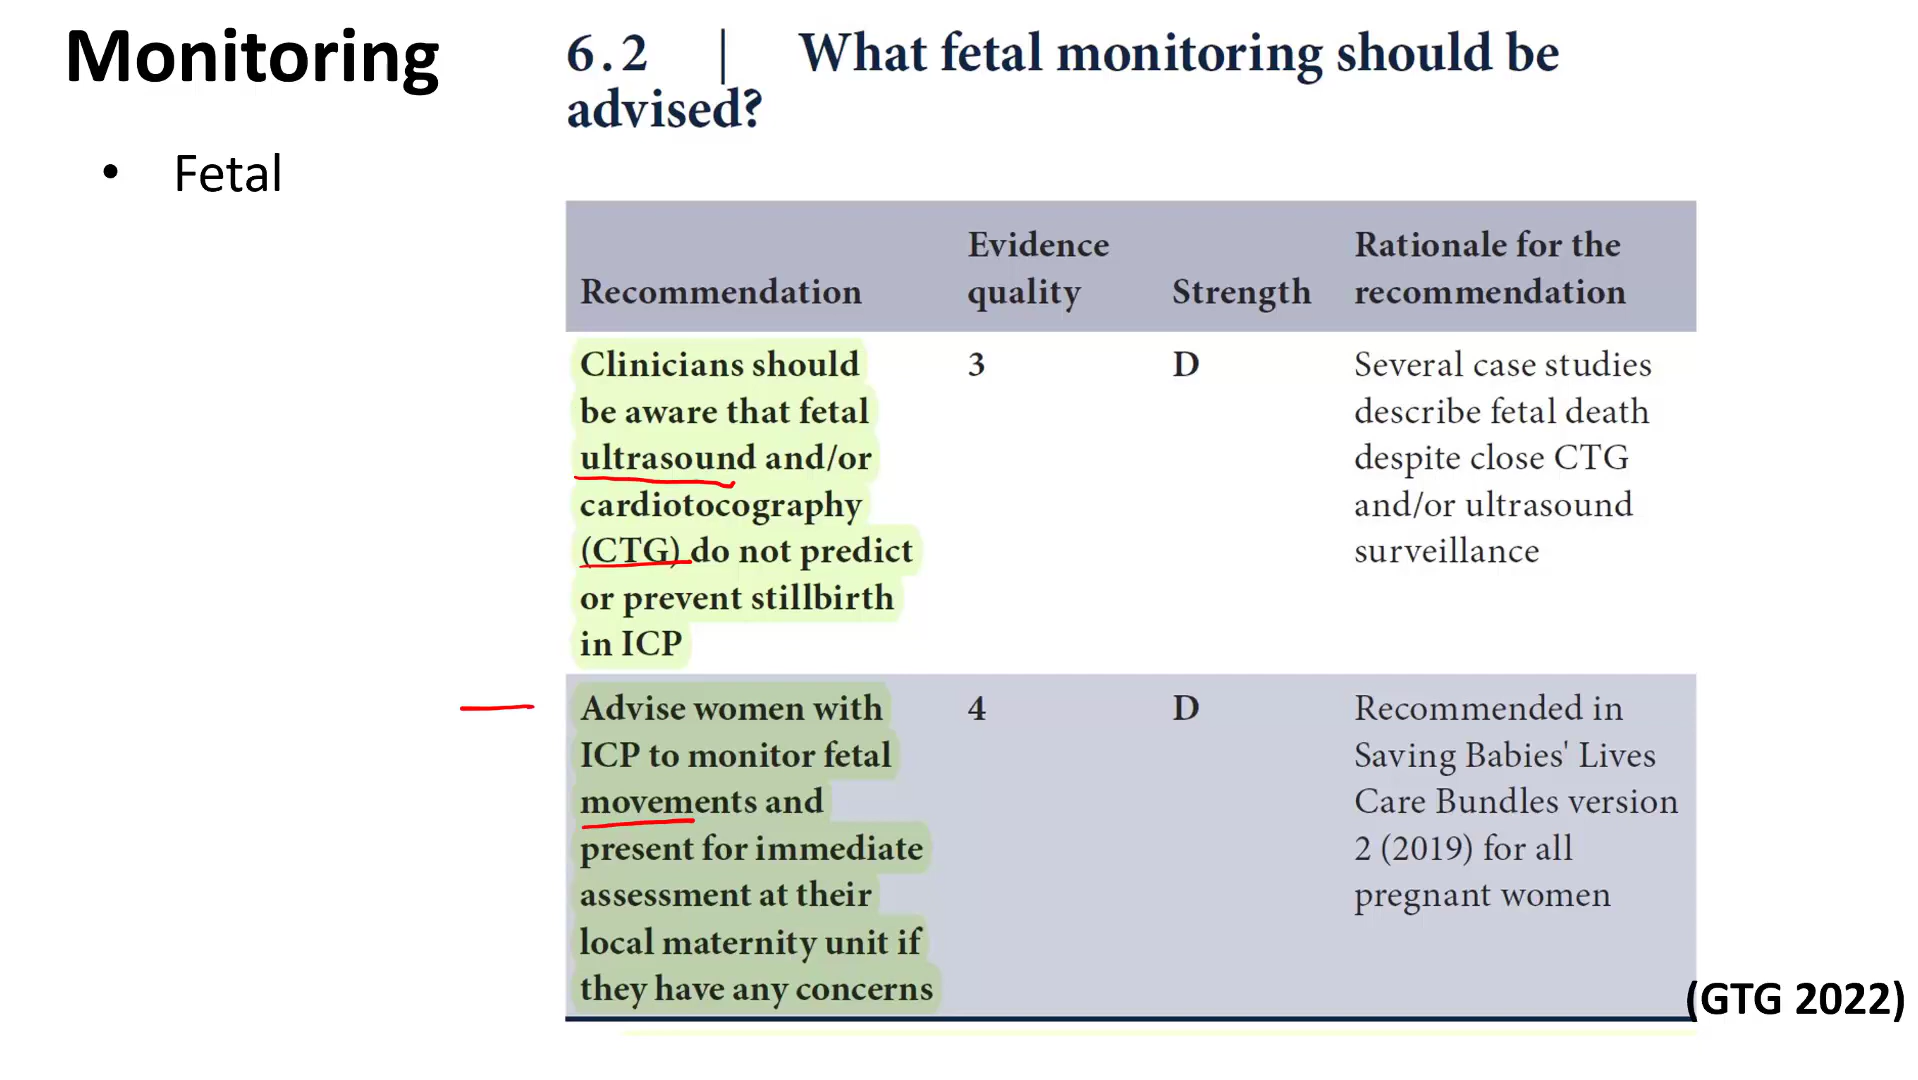 Monitoring
• Fetal
6.2 | What fetal monitoring should be
advised?
Recommendation
Evidence
quality
Strength
Rationale for the
recommendation
Clinicians should
be aware that fetal
ultrasound and/or
cardiotocography
(CTG) do not predict
or prevent stillbirth
in ICP
3
D
Several case studies
describe fetal death
despite close CTG
and/or ultrasound
surveillance
Advise women with
ICP to monitor fetal
movements and
present for immediate
assessment at their
local maternity unit if
they have any concerns
4
D
Recommended in
Saving Babies' Lives
Care Bundles version
2 (2019) for all
pregnant women
(GTG 2022)